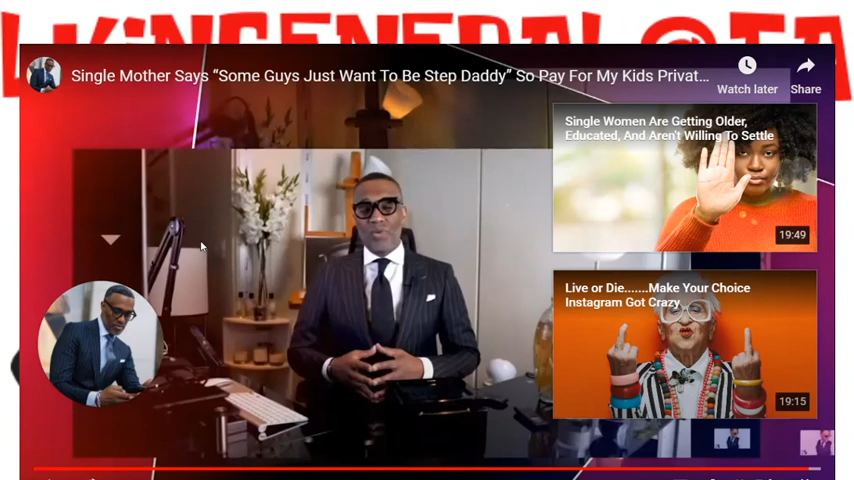 Single Mother Says “Some Guys Just Want To Be Step Daddy” So Pay For My Kids Privat...
Watch later
Share
Single Women Are Getting Older,
Educated, And Aren't Willing To Settle
19:49
Live or Die.......Make Your Choice
Instagram Got Crazy
19:15